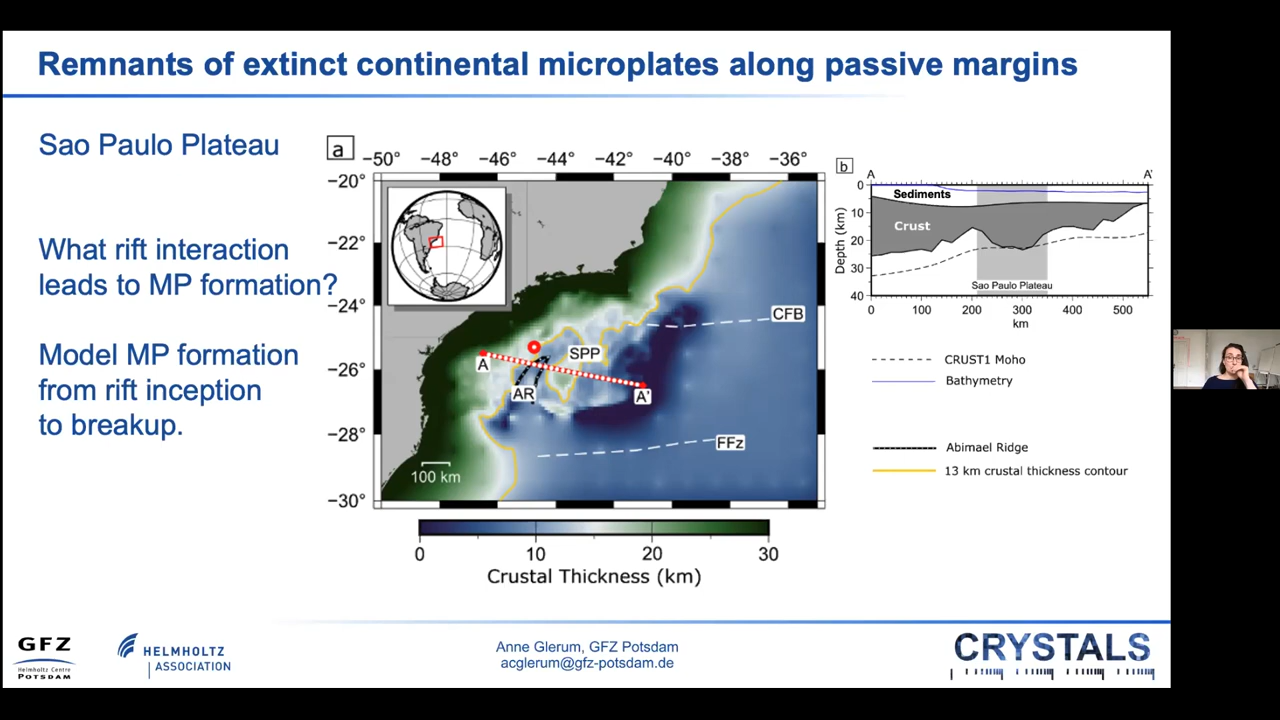 Remnants of extinct continental microplates along passive margins
Sao Paulo Plateau
What rift interaction
leads to MP formation?
Model MP formation
from rift inception
to breakup.
a
−50° −48° −46° −44° −42° −40° −38° −36°
−20°
−22°
−24°
−26°
−28°
−30°
CFB
SPP
A
AR
A'
FFz
100 km
0 10 20 30
Crustal Thickness (km)
b
A A'
0
10
20
30
40
Depth (km)
Sediments
Crust
Sao Paulo Plateau
0 100 200 300 400 500
km
CRUST1 Moho
Bathymetry
Abimael Ridge
13 km crustal thickness contour
GFZ
Helmholtz Centre
POTSDAM
HELMHOLTZ
ASSOCIATION
Anne Glerum, GFZ Potsdam
acglerum@gfz-potsdam.de
CRYSTALS